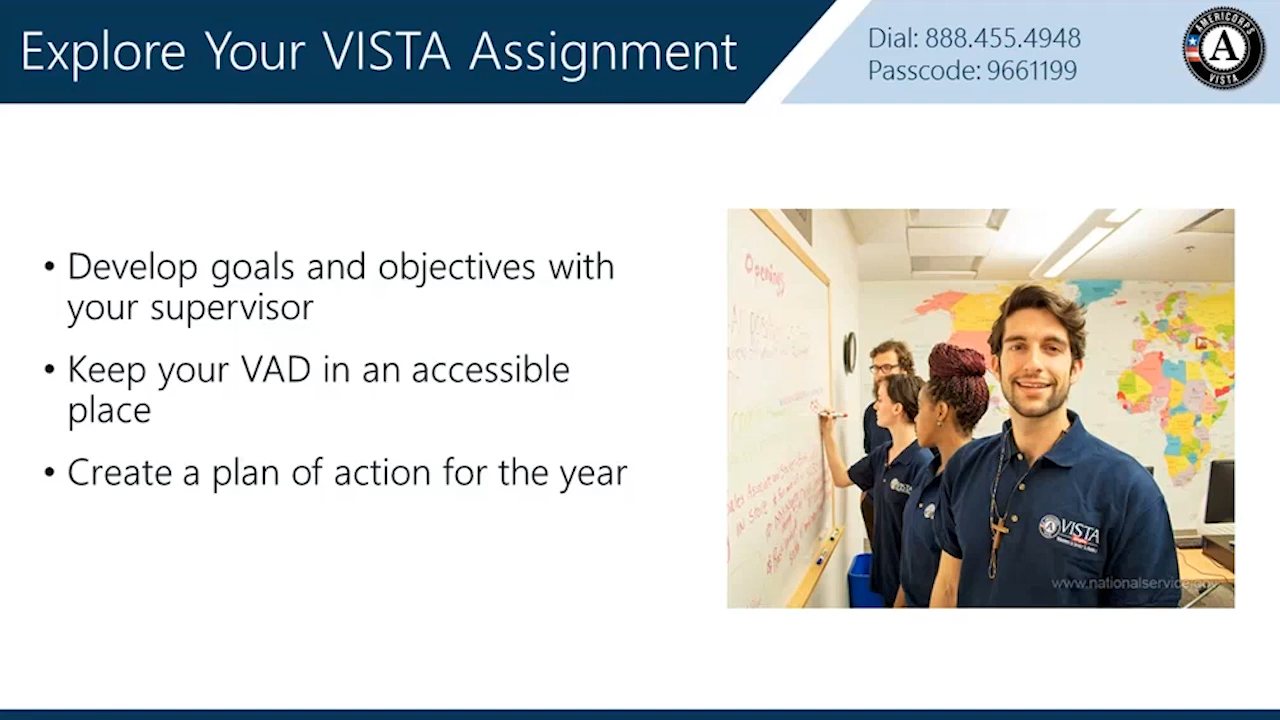 Explore Your VISTA Assignment
Dial: 888.455.4948
Passcode: 9661199
AMERICORPS
VISTA
• Develop goals and objectives with
your supervisor
• Keep your VAD in an accessible
place
• Create a plan of action for the year
Openings
VISTA
www.nationalservice.gov